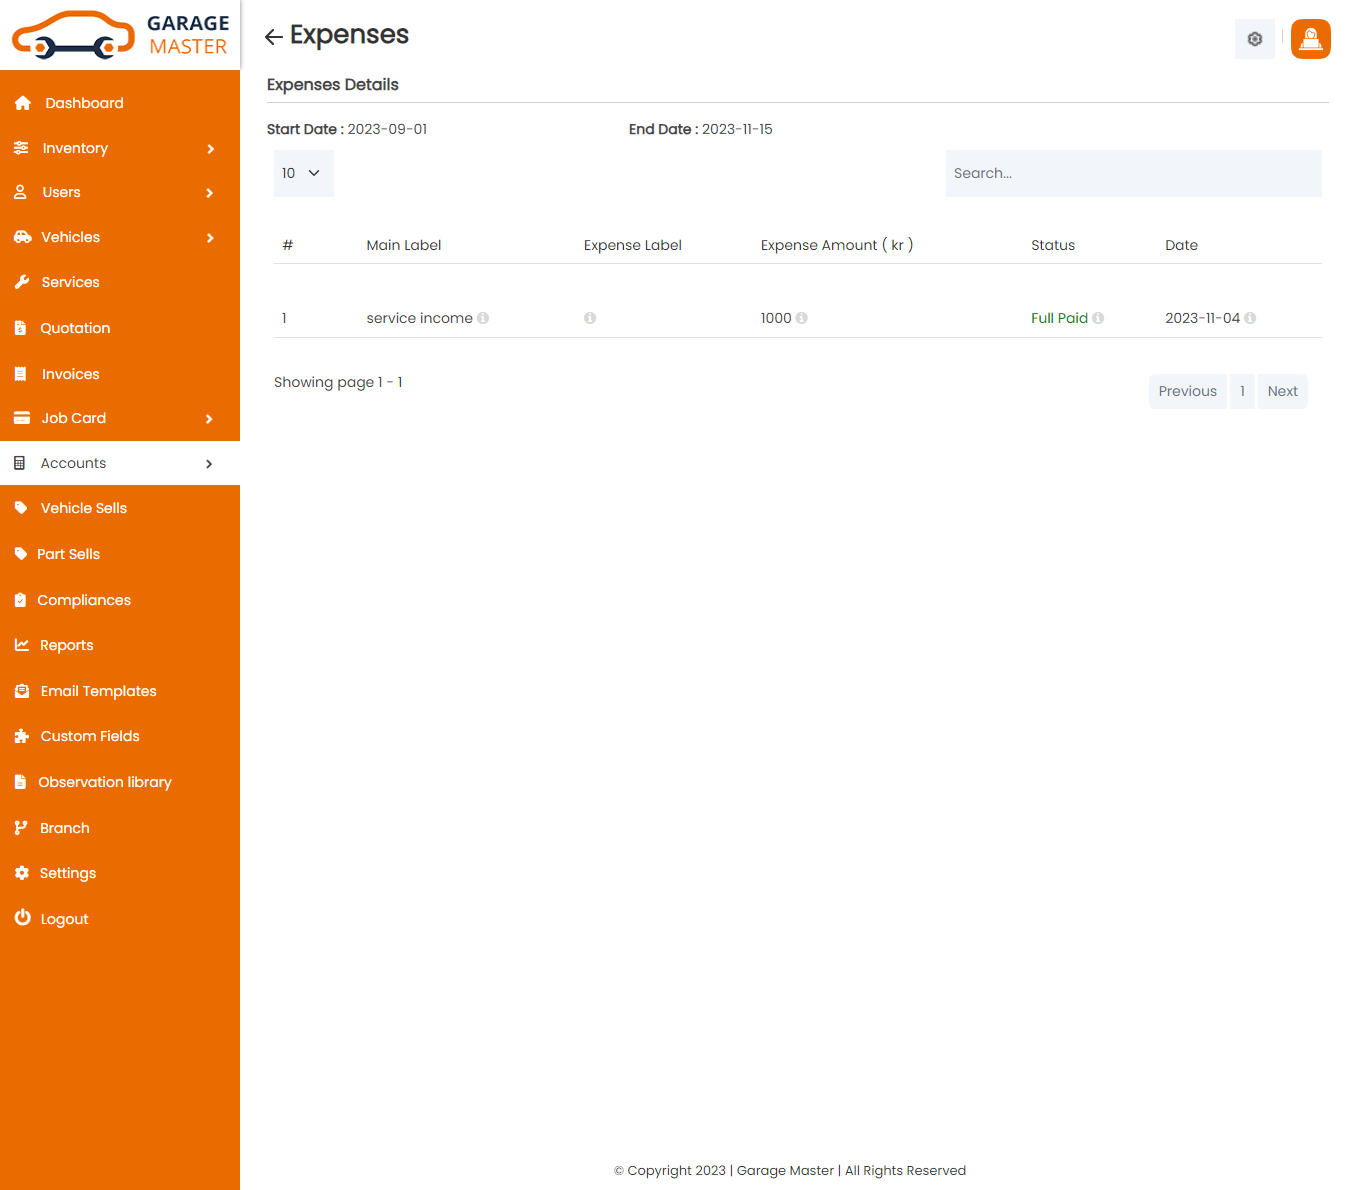 GARAGE
MASTER
Expenses
Expenses Details
Start Date : 2023-09-01 End Date : 2023-11-15
10 Search...
# Main Label Expense Label Expense Amount ( kr ) Status Date
1 service income 1000 Full Paid 2023-11-04
Showing page 1 - 1
Previous 1 Next
Dashboard
Inventory
Users
Vehicles
Services
Quotation
Invoices
Job Card
Accounts
Vehicle Sells
Part Sells
Compliances
Reports
Email Templates
Custom Fields
Observation library
Branch
Settings
Logout
© Copyright 2023 | Garage Master | All Rights Reserved